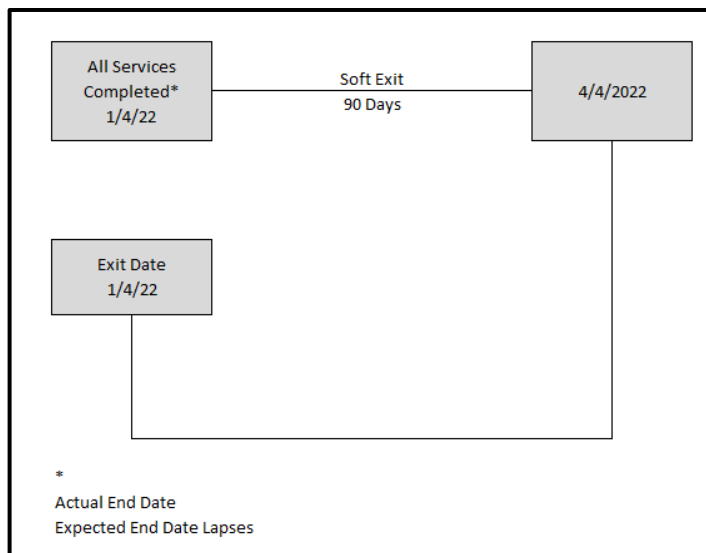 All Services
Completed*
1/4/22
Soft Exit
90 Days
4/4/2022
Exit Date
1/4/22
*
Actual End Date
Expected End Date Lapses